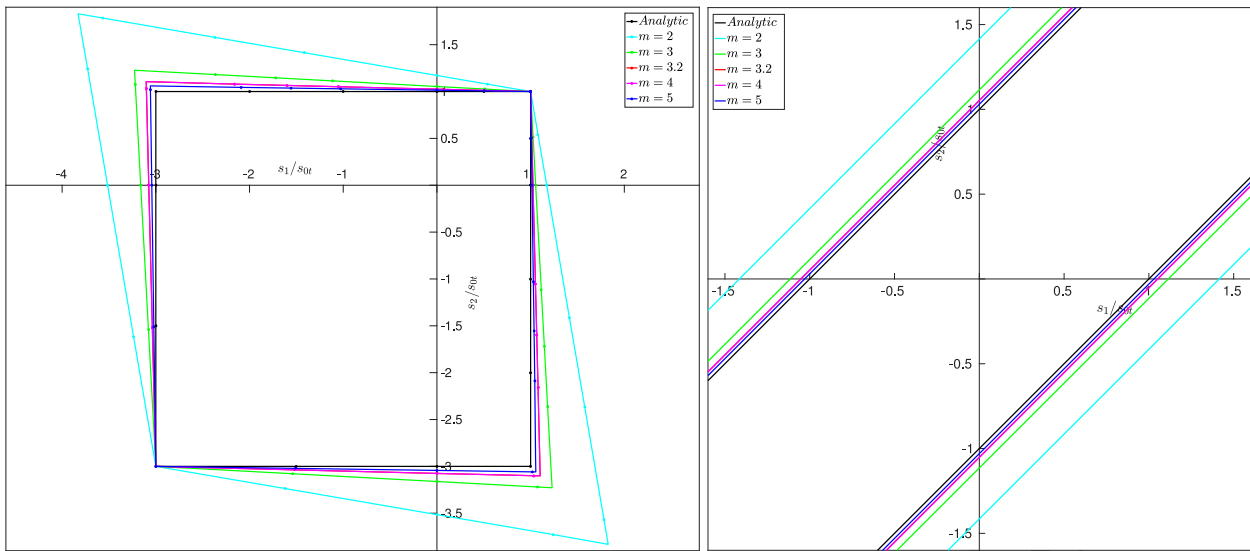 Analytic
m = 2
m = 3
m = 3.2
m = 4
m = 5
1.5
1
0.5
s1/s0t
-4
-3
-2
-1
1
2
-0.5
-1
s2/s0t
-1.5
-2
-2.5
-3
-3.5
Analytic
m = 2
m = 3
m = 3.2
m = 4
m = 5
1.5
1
s2/s0t
0.5
-1.5
-1
-0.5
0.5
1
1.5
s1/s0t
-0.5
-1
-1.5